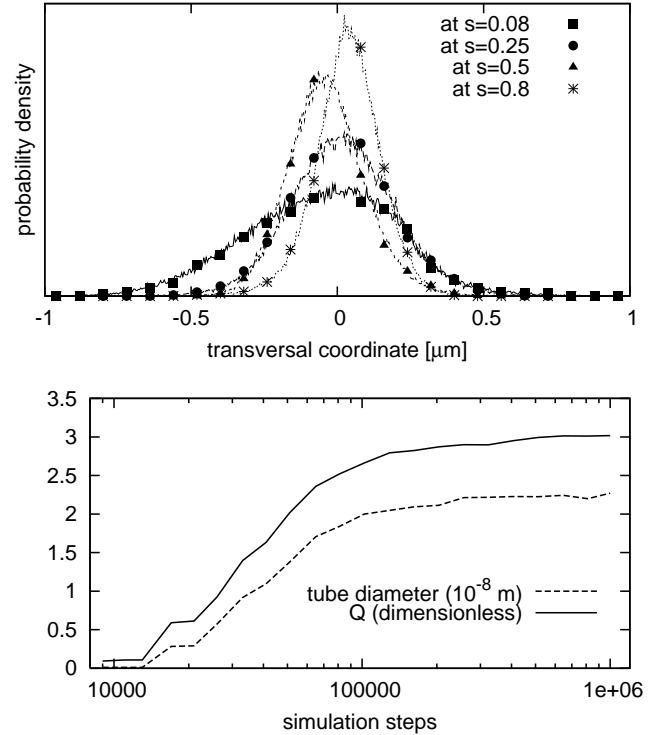 at s=0.08
at s=0.25
at s=0.5
at s=0.8
probability density
-1 -0.5 0 0.5 1
transversal coordinate [μm]
3.5
3
2.5
2
1.5
1
0.5
0
tube diameter (10⁻⁸ m)
Q (dimensionless)
10000 100000 1e+06
simulation steps